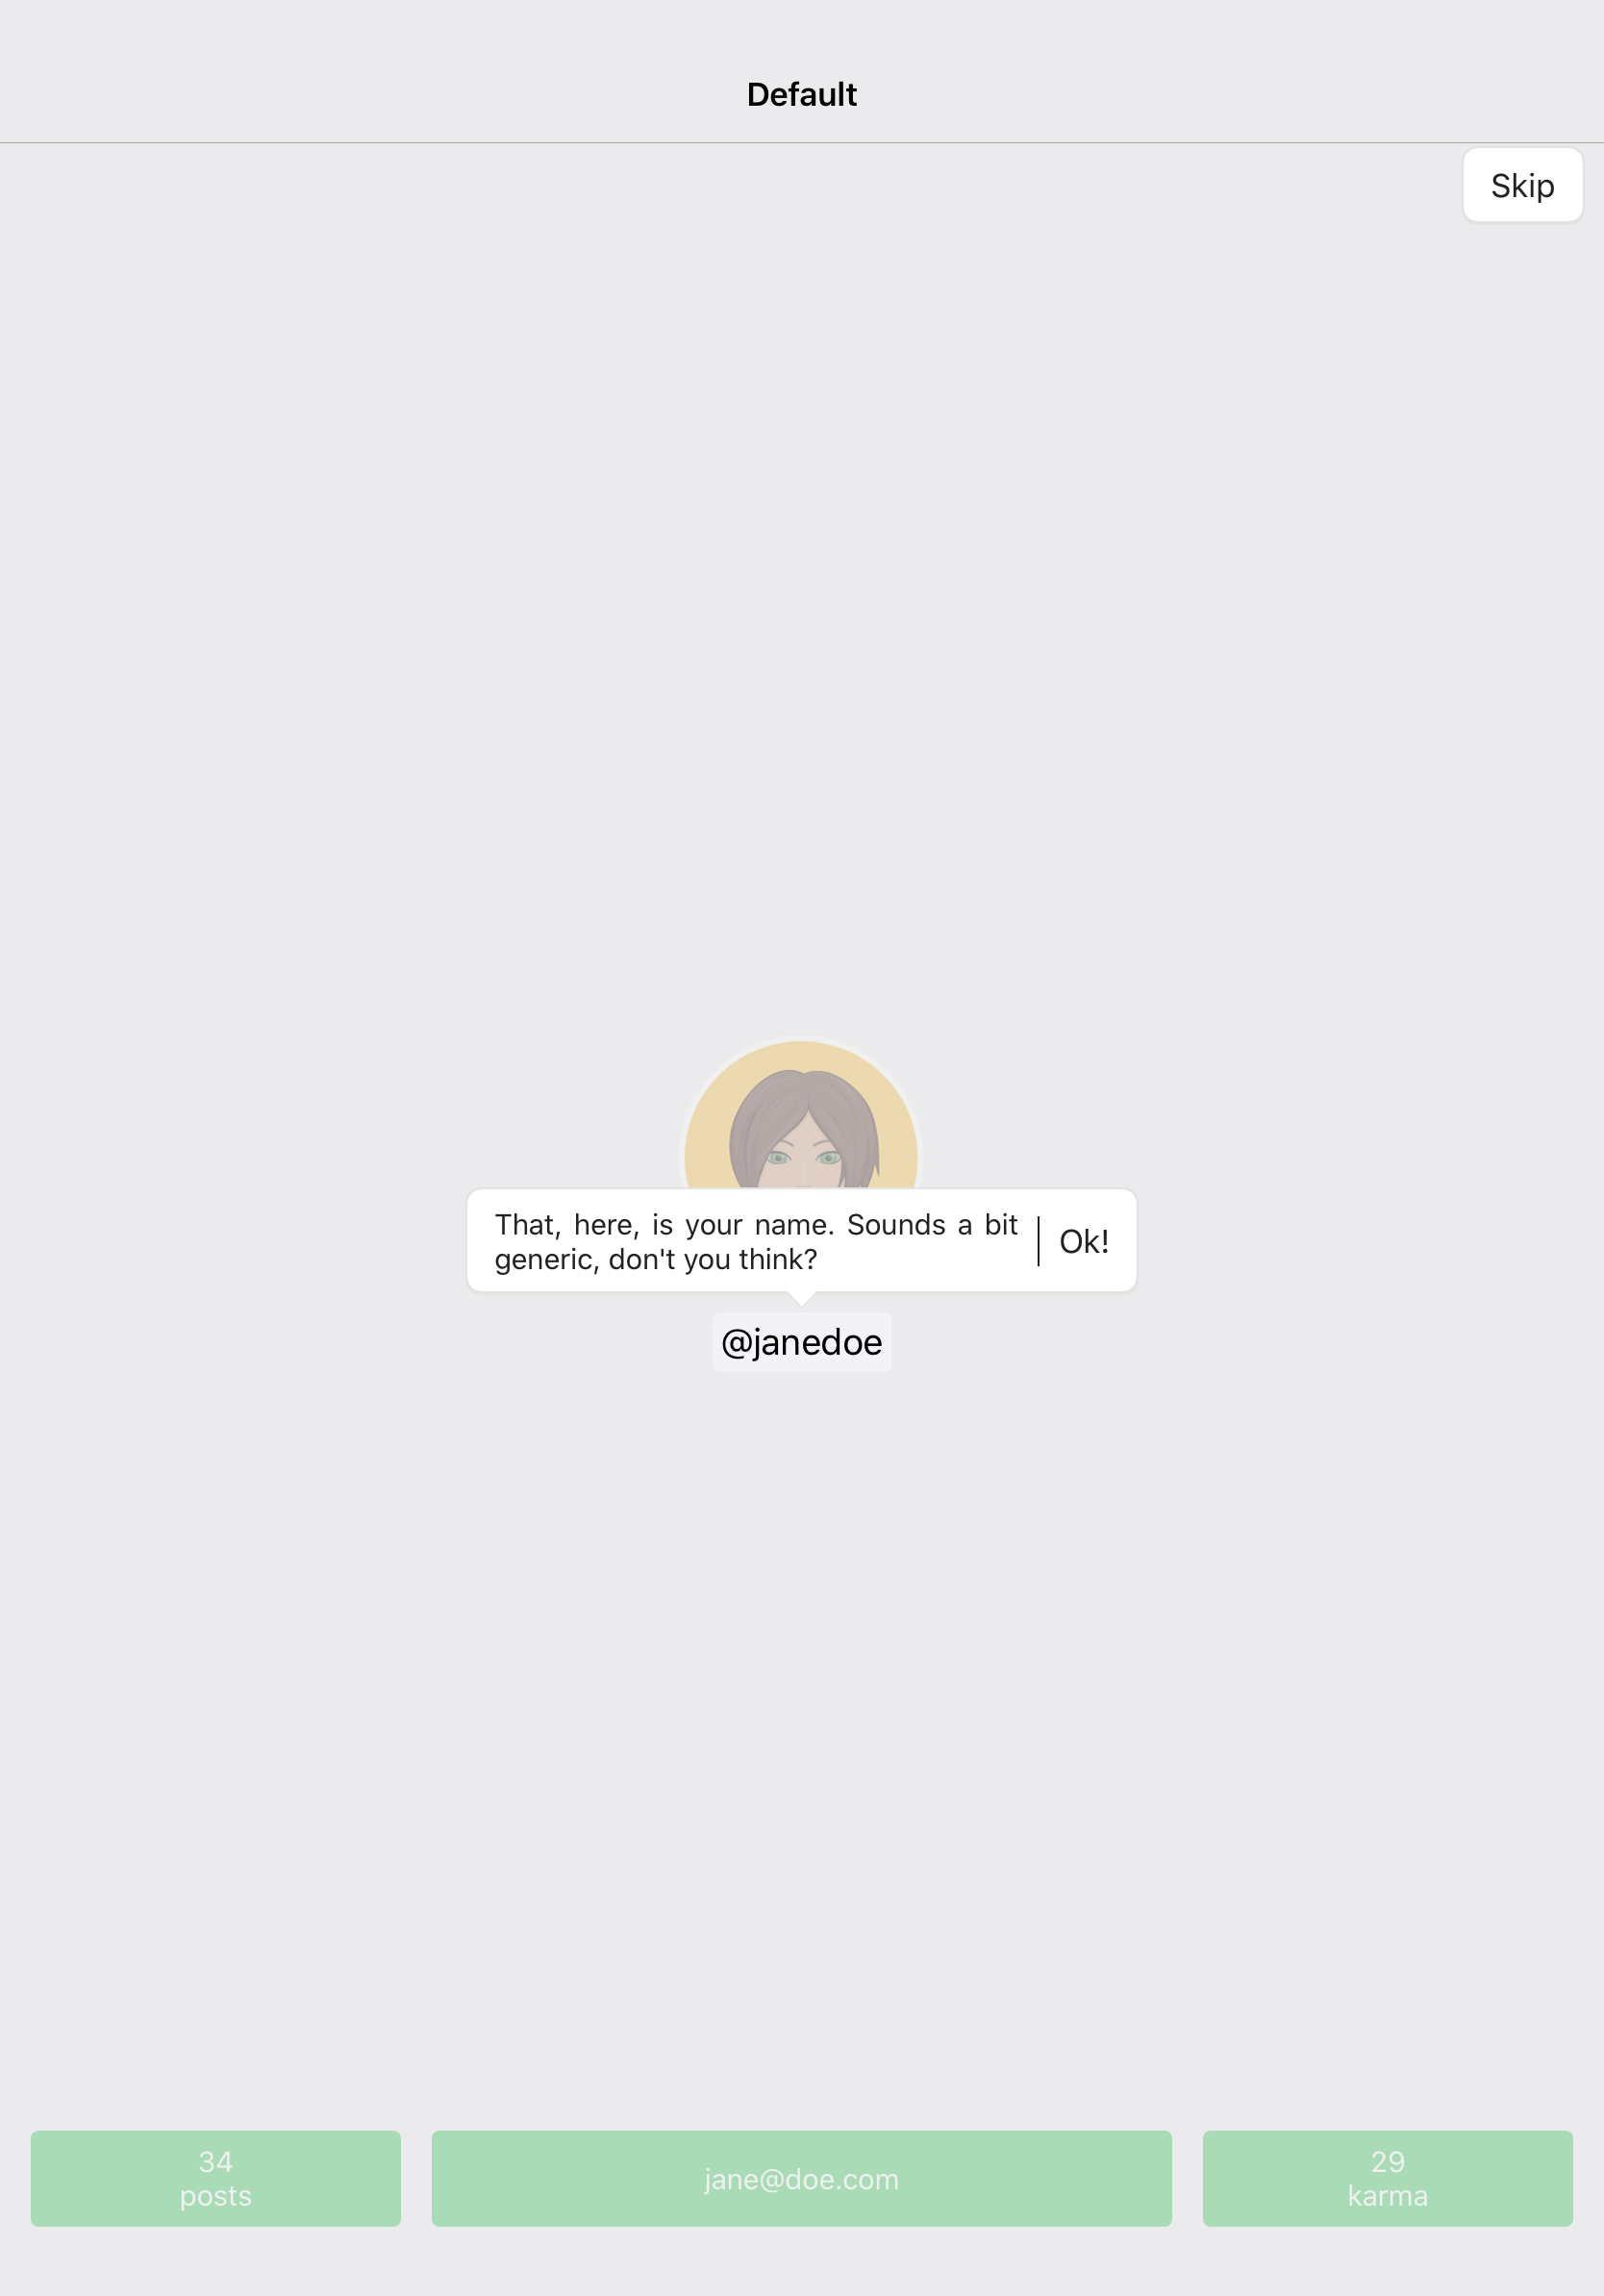 Default
Skip
That, here, is your name. Sounds a bit
generic, don't you think?
Ok!
@janedoe
34
posts
jane@doe.com
29
karma